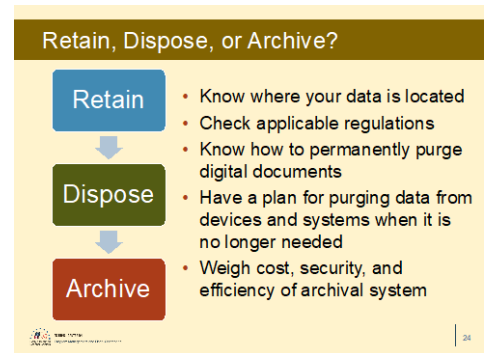 Retain, Dispose, or Archive?
Retain
Dispose
Archive
• Know where your data is located
• Check applicable regulations
• Know how to permanently purge
digital documents
• Have a plan for purging data from
devices and systems when it is
no longer needed
• Weigh cost, security, and
efficiency of archival system
24